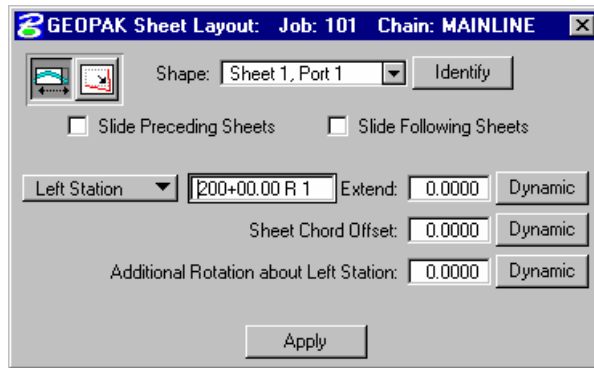 GEOPAK Sheet Layout: Job: 101 Chain: MAINLINE
Shape: Sheet 1, Port 1 Identify
Slide Preceding Sheets Slide Following Sheets
Left Station 200+00.00 R 1 Extend: 0.0000 Dynamic
Sheet Chord Offset: 0.0000 Dynamic
Additional Rotation about Left Station: 0.0000 Dynamic
Apply